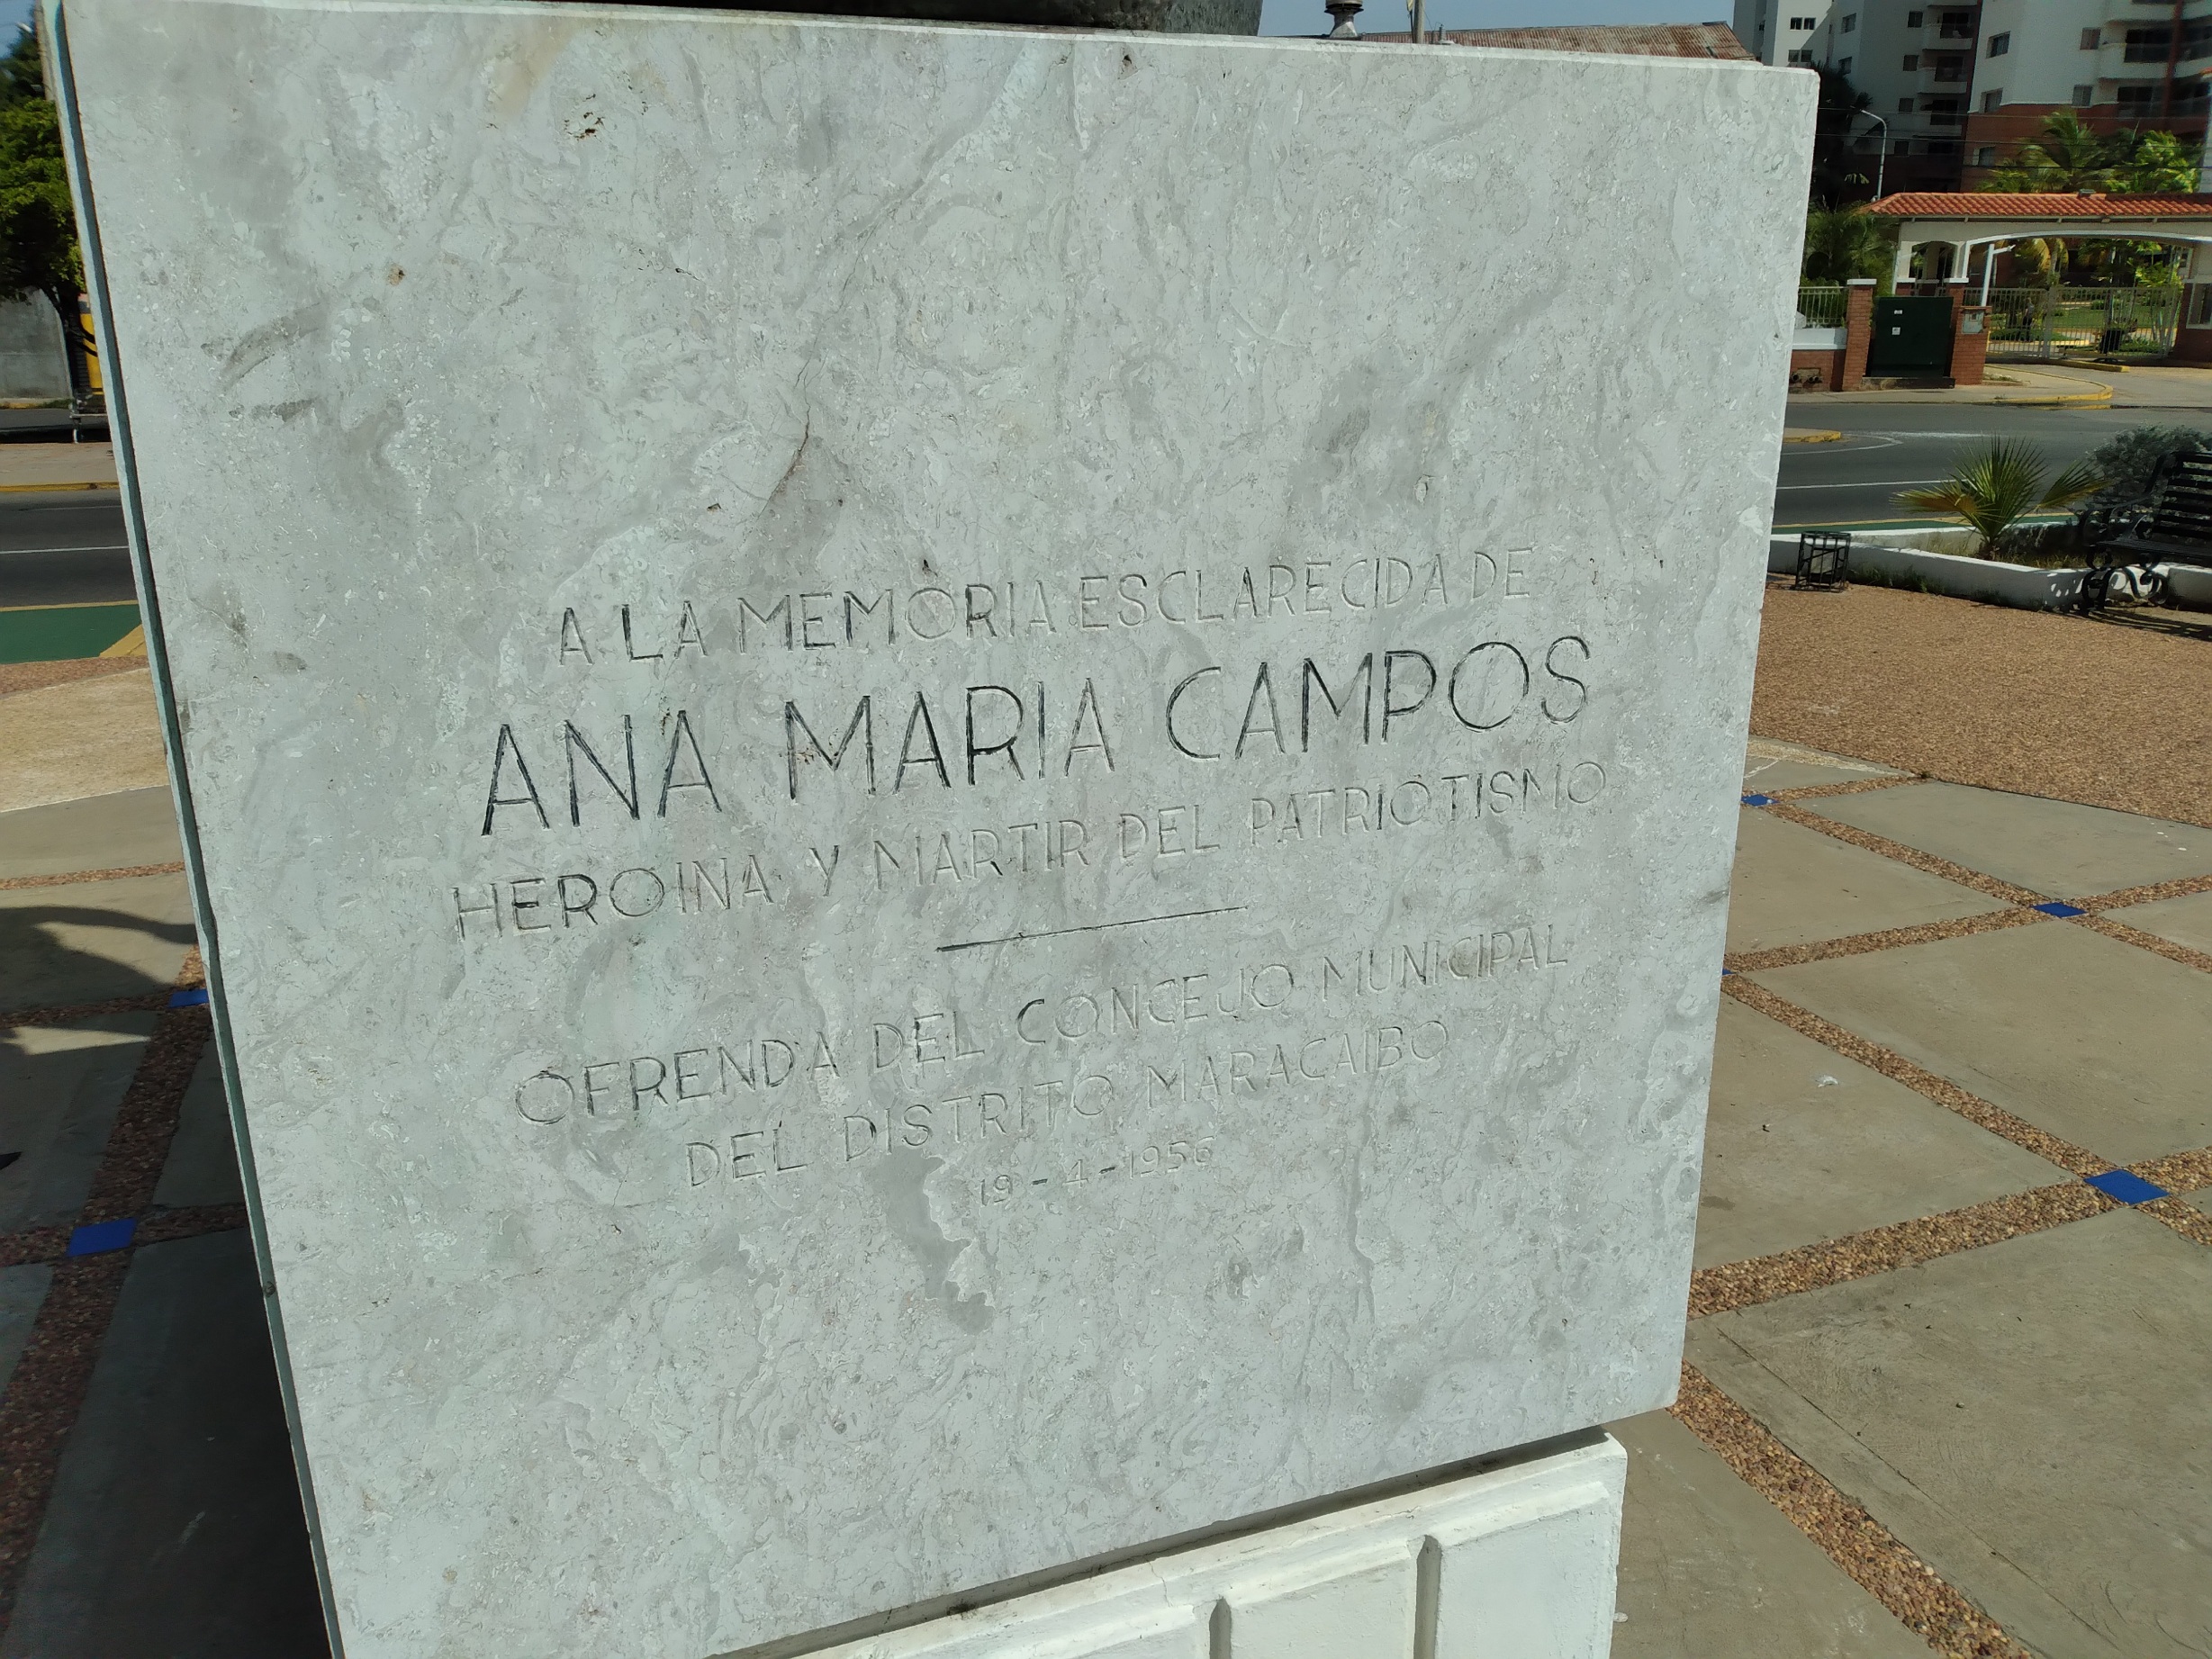 A LA MEMORIA ESCLARECIDA DE
ANA MARIA CAMPOS
HEROINA Y MARTIR DEL PATRIOTISMO
OFRENDA DEL CONCEJO MUNICIPAL
DEL DISTRITO MARACAIBO
19-4-1956